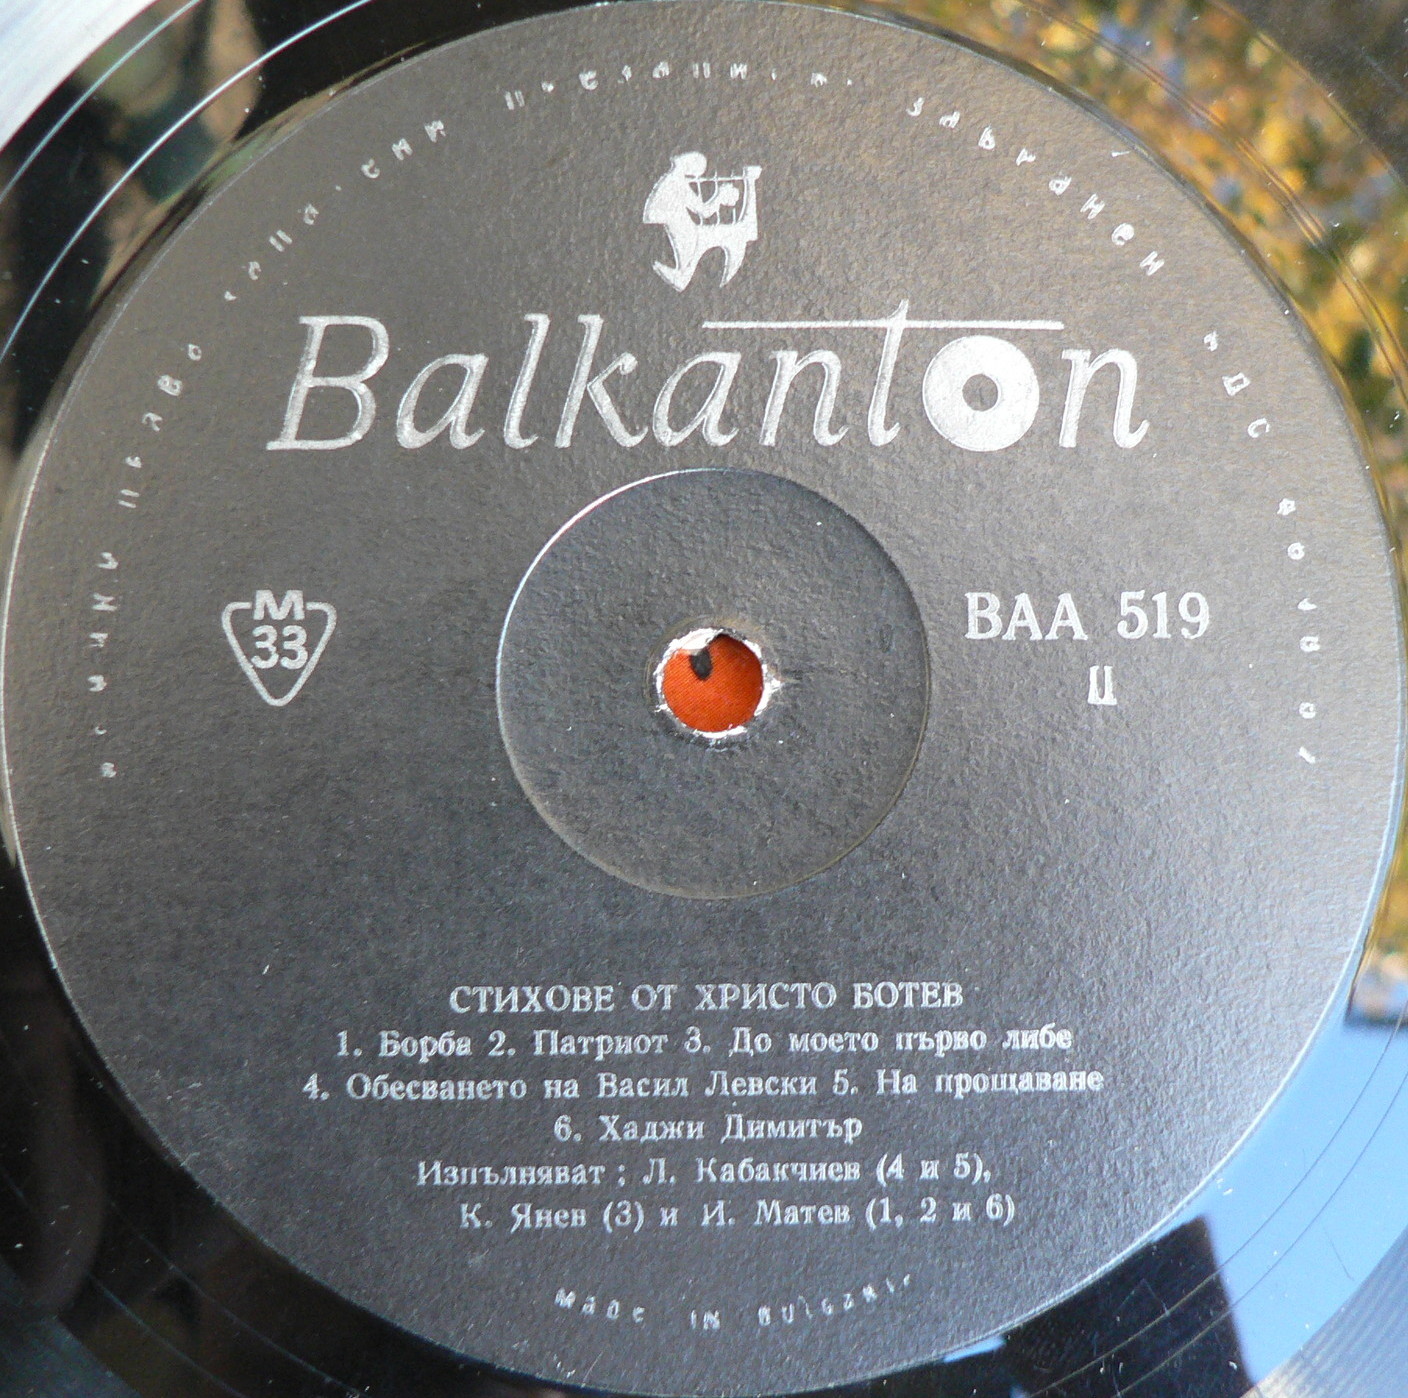 Balkanton
M
33
ВАА 519
II
СТИХОВЕ ОТ ХРИСТО БОТЕВ
1. Борба 2. Патриот 3. До моето първо либе
4. Обесването на Васил Левски 5. На прощаване
6. Хаджи Димитър
Изпълняват; Л. Кабакчиев (4 и 5),
К. Янев (3) и И. Матев (1, 2 и 6)
MADE IN BULGARIA